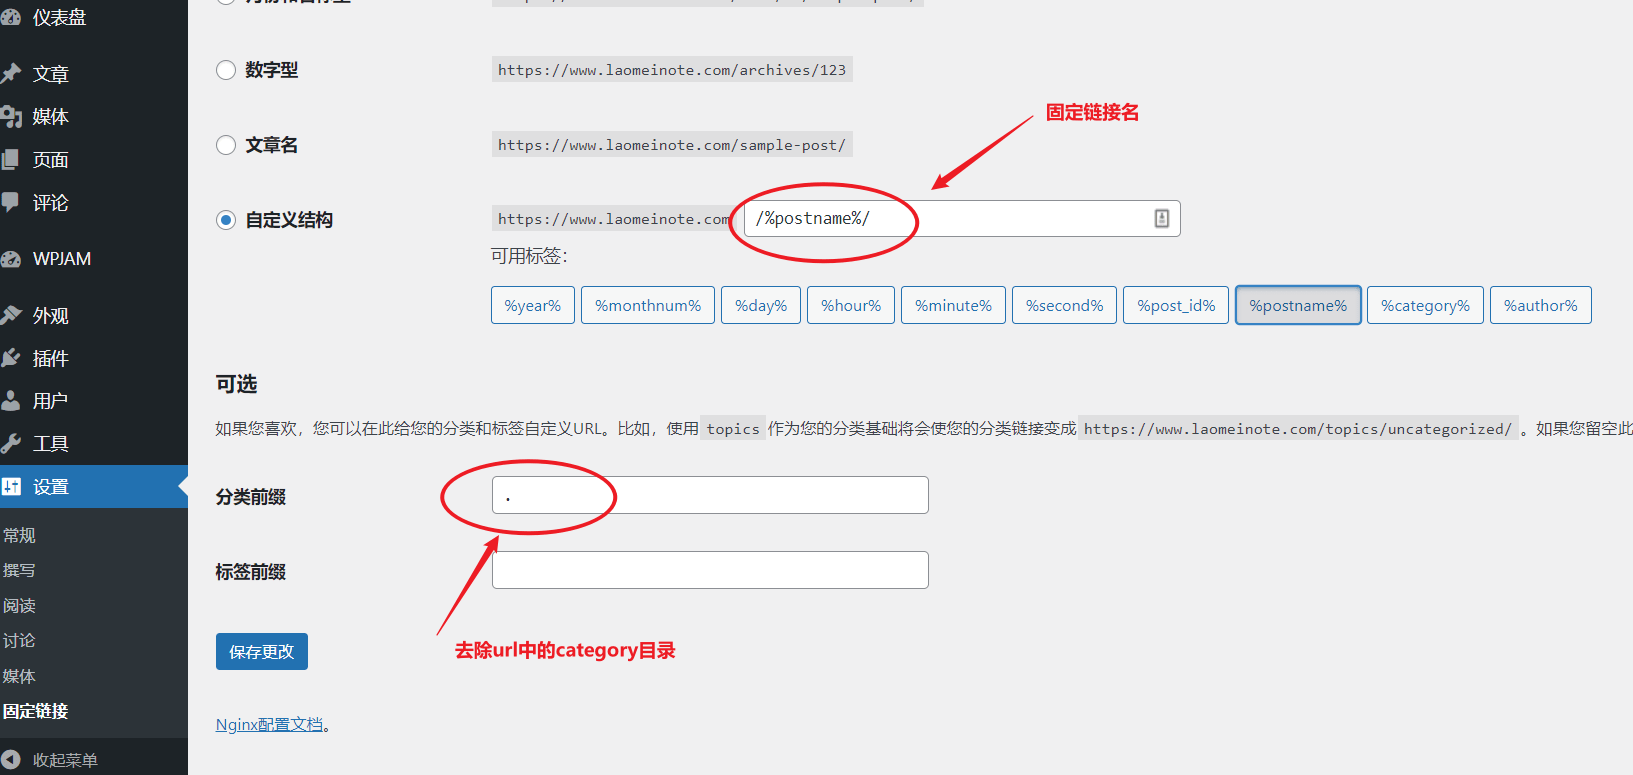 仪表盘
文章
媒体
页面
评论
WPJAM
外观
插件
用户
工具
设置
常规
撰写
阅读
讨论
媒体
固定链接
收起菜单
数字型
https://www.laomeinote.com/archives/123
固定链接名
文章名
https://www.laomeinote.com/sample-post/
自定义结构
https://www.laomeinote.com
/%postname%/
可用标签：
%year%
%monthnum%
%day%
%hour%
%minute%
%second%
%post_id%
%postname%
%category%
%author%
可选
如果您喜欢，您可以在此给您的分类和标签自定义URL。比如，使用 topics 作为您的分类基础将会使您的分类链接变成 https://www.laomeinote.com/topics/uncategorized/ 。如果您留空此
分类前缀
.
标签前缀
去除url中的category目录
保存更改
Nginx配置文档。